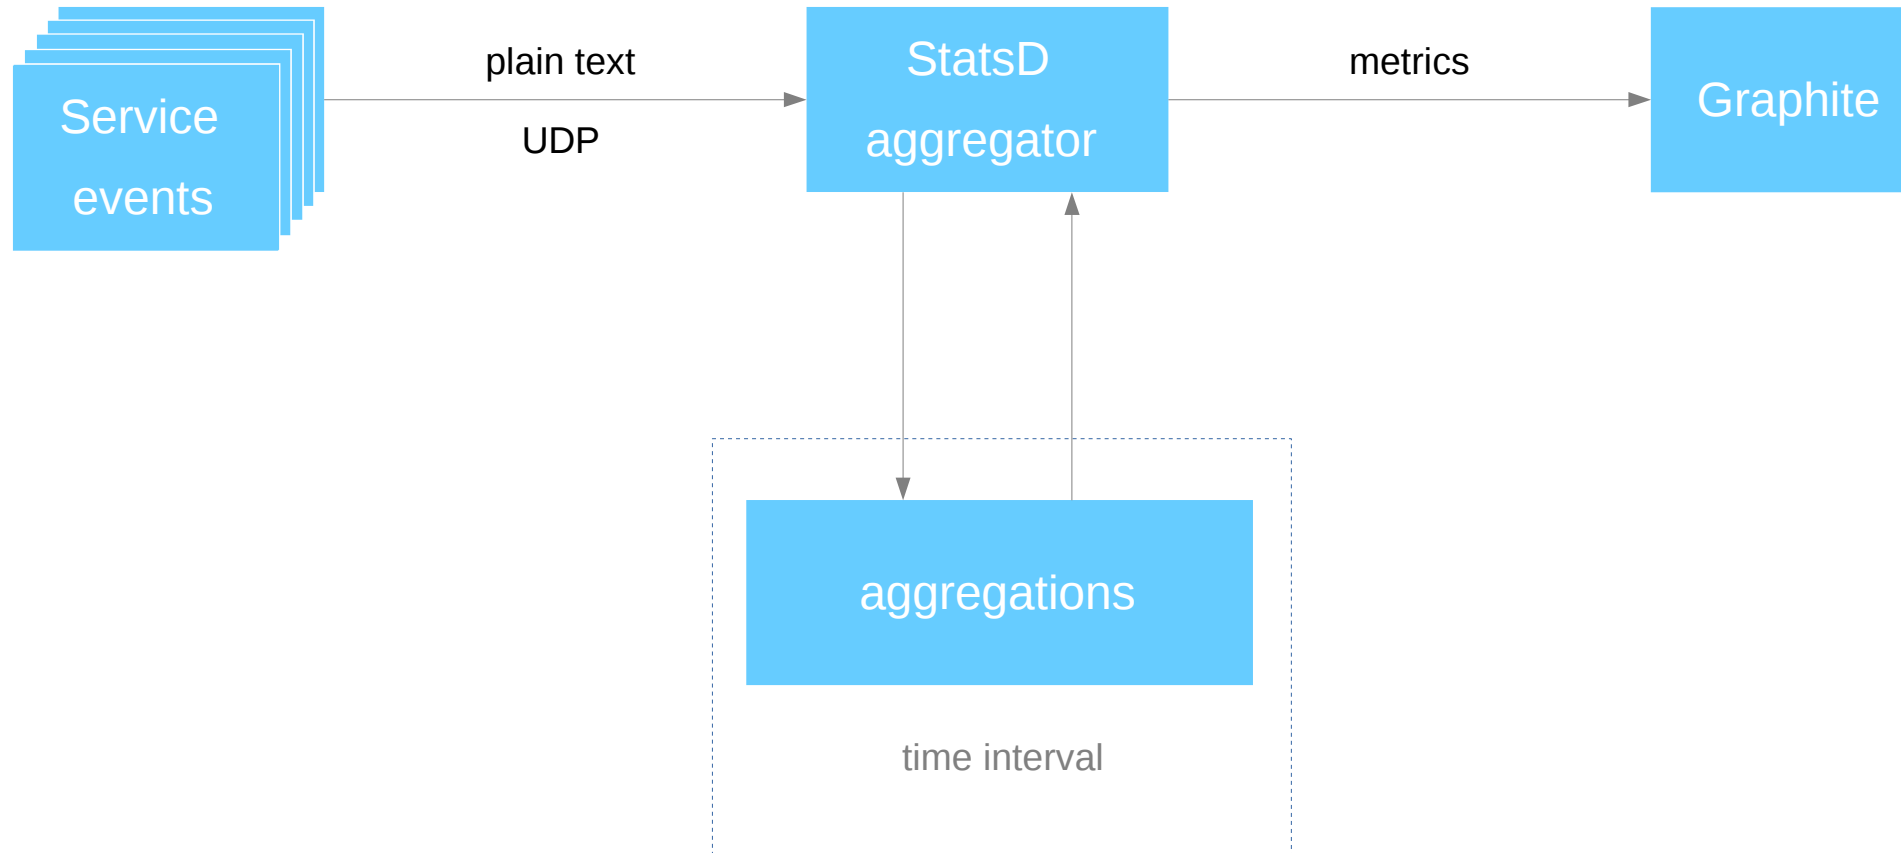 Service
events
plain text
UDP
StatsD
aggregator
metrics
Graphite
aggregations
time interval